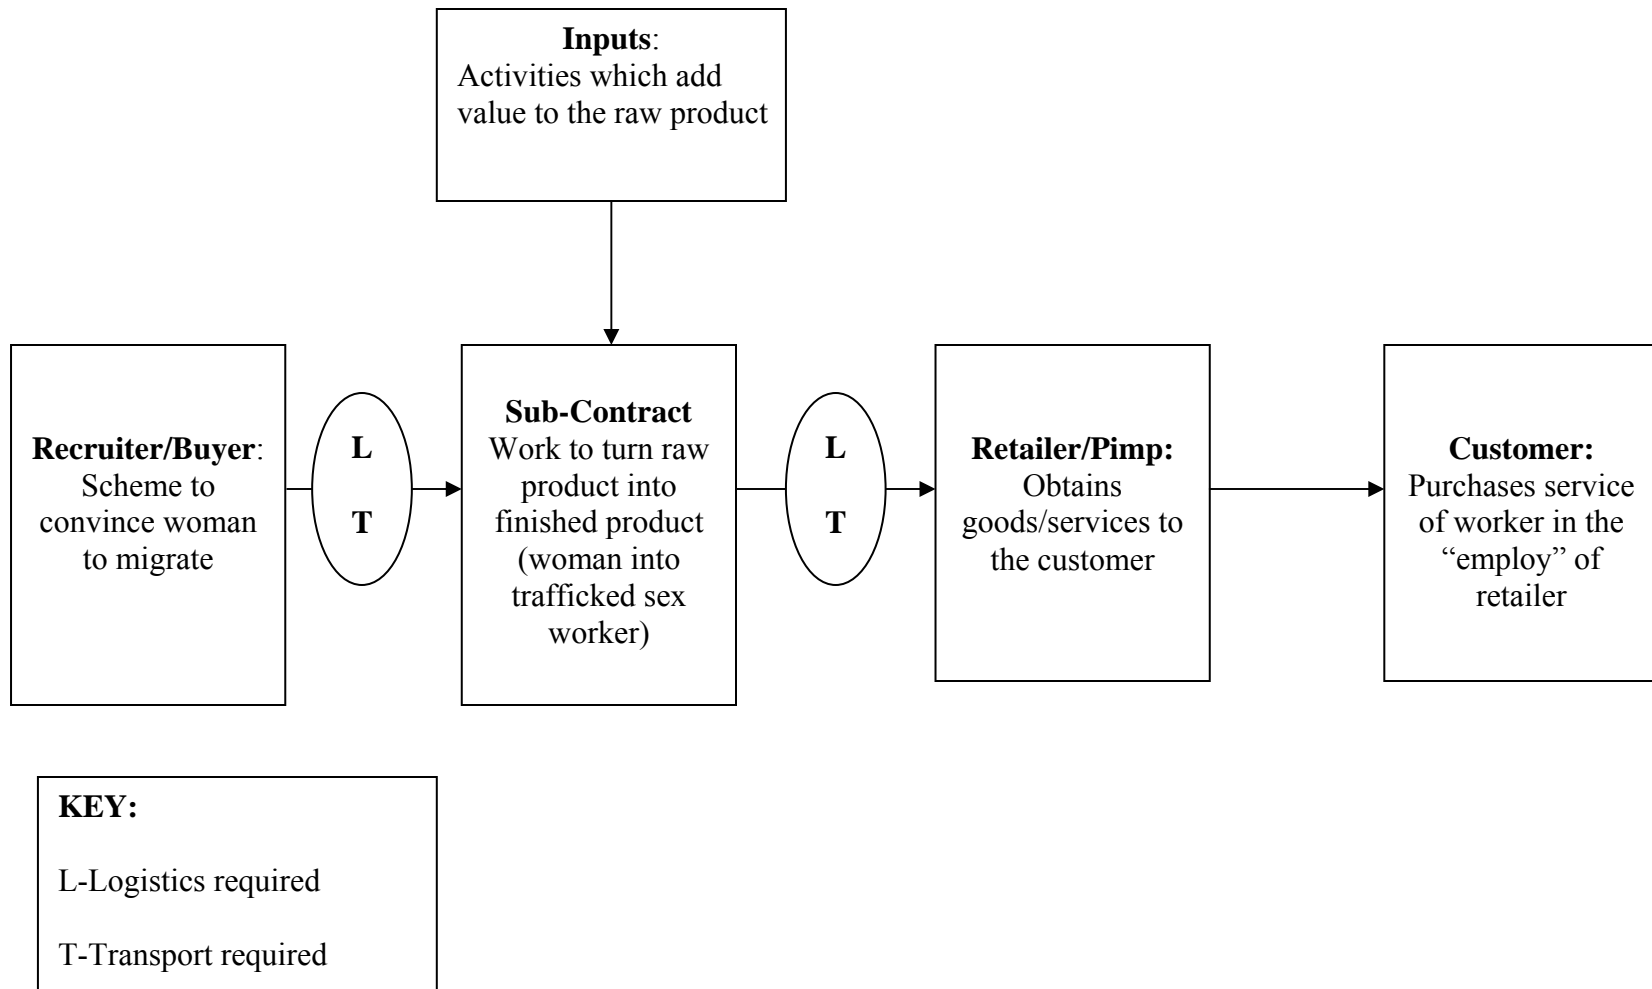 Inputs:
Activities which add
value to the raw product
Recruiter/Buyer:
Scheme to
convince woman
to migrate
L
T
Sub-Contract
Work to turn raw
product into
finished product
(woman into
trafficked sex
worker)
L
T
Retailer/Pimp:
Obtains
goods/services to
the customer
Customer:
Purchases service
of worker in the
“employ” of
retailer
KEY:
L-Logistics required
T-Transport required